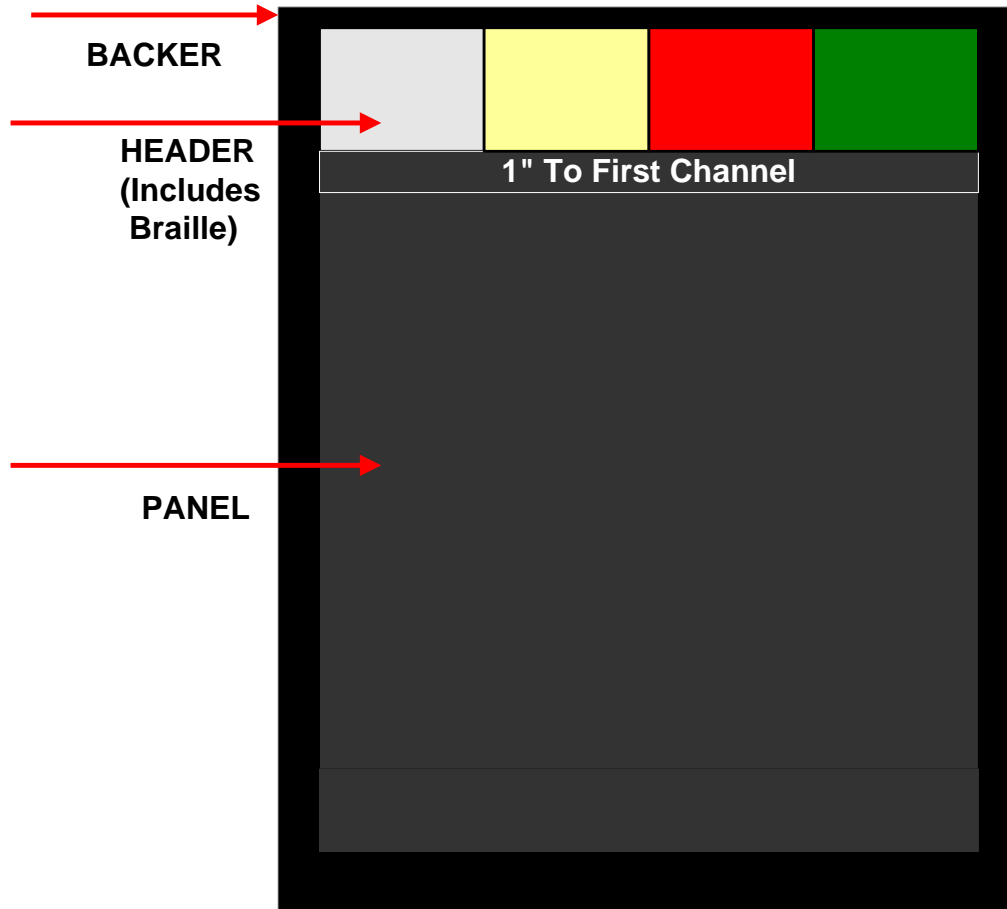 BACKER
HEADER
(Includes
Braille)
1" To First Channel
PANEL